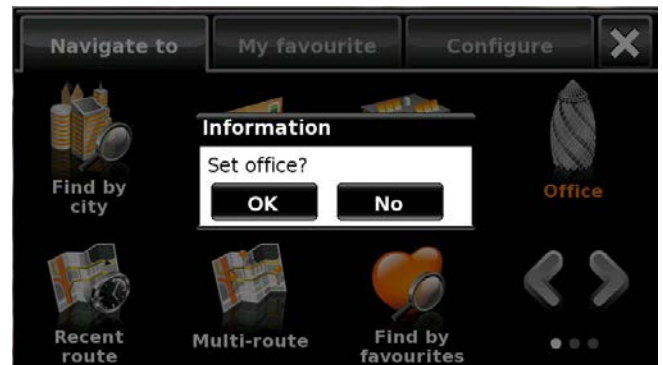 Navigate to
My favourite
Configure
Information
Set office?
OK
No
Find by
city
Office
Recent
route
Multi-route
Find by
favourites